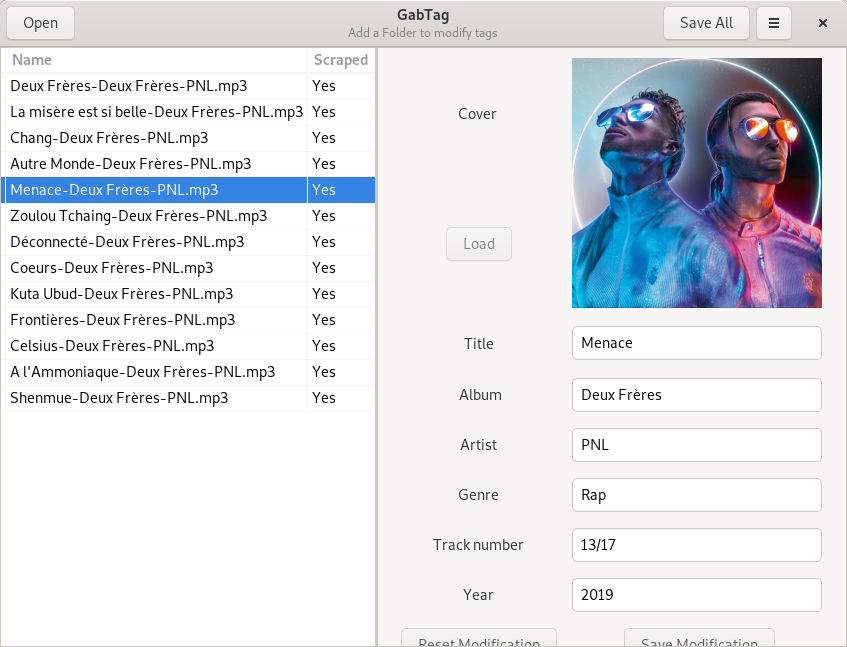 Open
GabTag
Add a Folder to modify tags
Save All
Name Scraped
Deux Frères-Deux Frères-PNL.mp3 Yes
La misère est si belle-Deux Frères-PNL.mp3 Yes
Chang-Deux Frères-PNL.mp3 Yes
Autre Monde-Deux Frères-PNL.mp3 Yes
Menace-Deux Frères-PNL.mp3 Yes
Zoulou Tchaing-Deux Frères-PNL.mp3 Yes
Déconnecté-Deux Frères-PNL.mp3 Yes
Coeurs-Deux Frères-PNL.mp3 Yes
Kuta Ubud-Deux Frères-PNL.mp3 Yes
Frontières-Deux Frères-PNL.mp3 Yes
Celsius-Deux Frères-PNL.mp3 Yes
A l'Ammoniaque-Deux Frères-PNL.mp3 Yes
Shenmue-Deux Frères-PNL.mp3 Yes
Cover
Load
Title Menace
Album Deux Frères
Artist PNL
Genre Rap
Track number 13/17
Year 2019
Reset Modification Save Modification